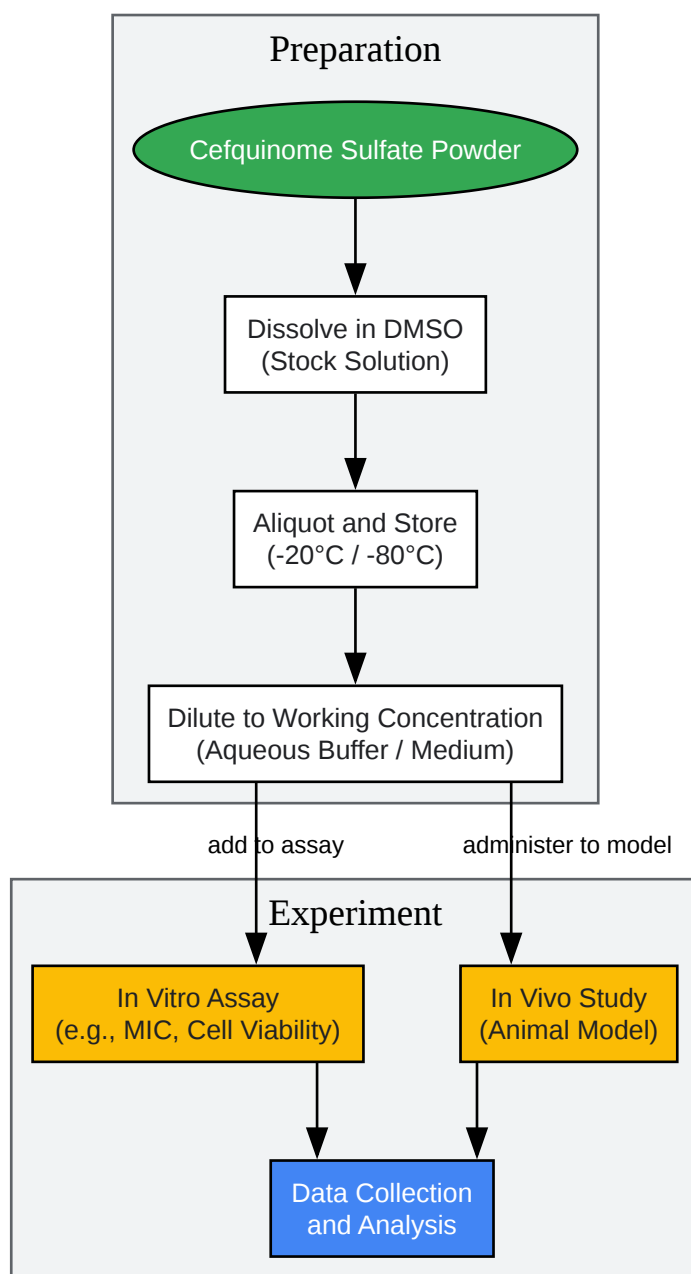 Preparation
Cefquinome Sulfate Powder
Dissolve in DMSO
(Stock Solution)
Aliquot and Store
(-20°C / -80°C)
Dilute to Working Concentration
(Aqueous Buffer / Medium)
add to assay
administer to model
Experiment
In Vitro Assay
(e.g., MIC, Cell Viability)
In Vivo Study
(Animal Model)
Data Collection
and Analysis